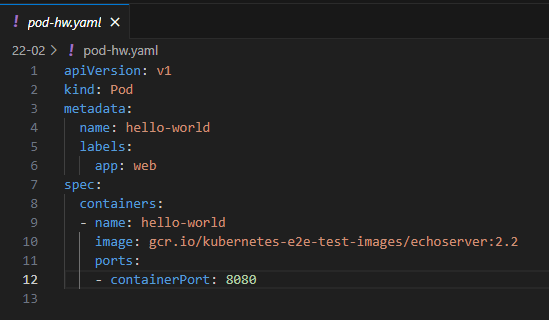 ! pod-hw.yaml ×
22-02 > ! pod-hw.yaml
1 apiVersion: v1
2 kind: Pod
3 metadata:
4   name: hello-world
5   labels:
6     app: web
7 spec:
8   containers:
9   - name: hello-world
10     image: gcr.io/kubernetes-e2e-test-images/echoserver:2.2
11     ports:
12     - containerPort: 8080
13